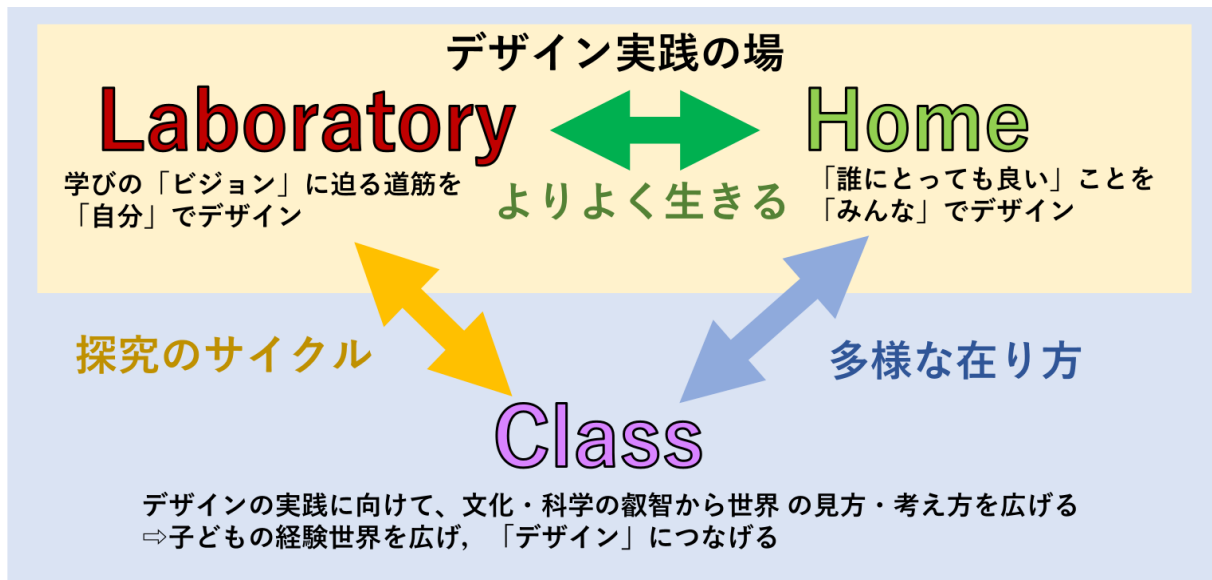 デザイン実践の場
Laboratory
Home
学びの「ビジョン」に迫る道筋を
「自分」でデザイン
よりよく生きる
「誰にとっても良い」ことを
「みんな」でデザイン
探究のサイクル
多様な在り方
Class
デザインの実践に向けて、文化・科学の叡智から世界 の見方・考え方を広げる
⇨子どもの経験世界を広げ，「デザイン」につなげる